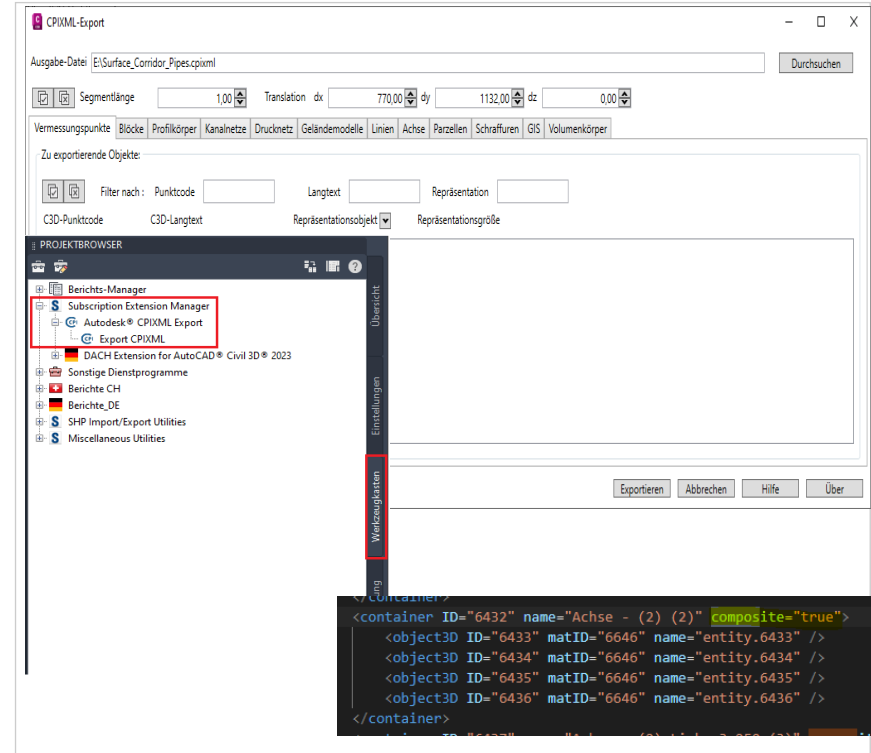 CPIXML-Export
Ausgabe-Datei E:\Surface_Corridor_Pipes.cpixml Durchsuchen
Segmentlänge 1,00 Translation dx 770,00 dy 1132,00 dz 0,00
Vermessungspunkte Blöcke Profilkörper Kanalnetze Drucknetz Geländemodelle Linien Achse Parzellen Schraffuren GIS Volumenkörper
Zu exportierende Objekte:
Filter nach : Punktcode Langtext Repräsentation
C3D-Punktcode C3D-Langtext Repräsentationsobjekt Repräsentationsgröße
PROJEKTBROWSER
Berichts-Manager
Subscription Extension Manager
Autodesk® CPIXML Export
Export CPIXML
DACH Extension for AutoCAD® Civil 3D® 2023
Sonstige Dienstprogramme
Berichte CH
Berichte_DE
SHP Import/Export Utilities
Miscellaneous Utilities
Übersicht
Einstellungen
Werkzeugkasten
Exportieren Abbrechen Hilfe Über
</container>
<container ID="6432" name="Achse - (2) (2)" composite="true">
<object3D ID="6433" matID="6646" name="entity.6433" />
<object3D ID="6434" matID="6646" name="entity.6434" />
<object3D ID="6435" matID="6646" name="entity.6435" />
<object3D ID="6436" matID="6646" name="entity.6436" />
</container>